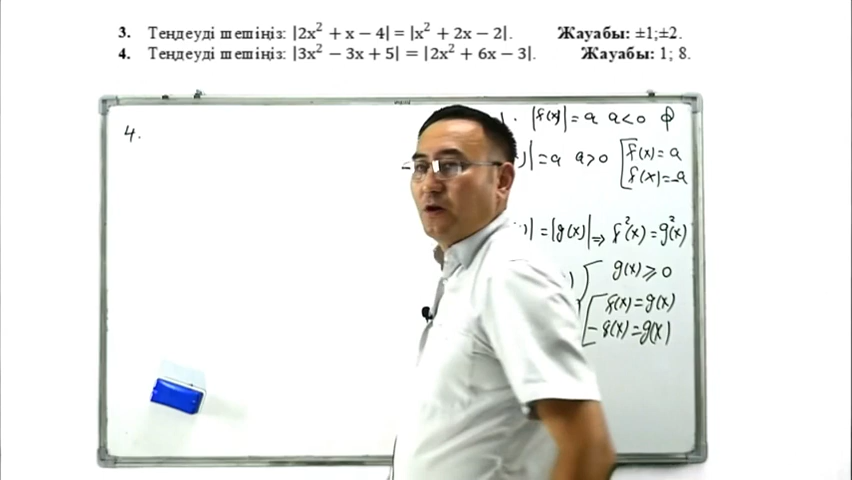 3. Теңдеуді шешіңіз: |2x² + x − 4| = |x² + 2x − 2|. Жауабы: ±1;±2.
4. Теңдеуді шешіңіз: |3x² − 3x + 5| = |2x² + 6x − 3|. Жауабы: 1; 8.
4.
|f(x)| = a a < 0 ∅
)| = a a > 0 [f(x) = a
f(x) = −a
)| = |g(x)| ⇒ f²(x) = g²(x)
g(x) ⩾ 0
f(x) = g(x)
−f(x) = g(x)